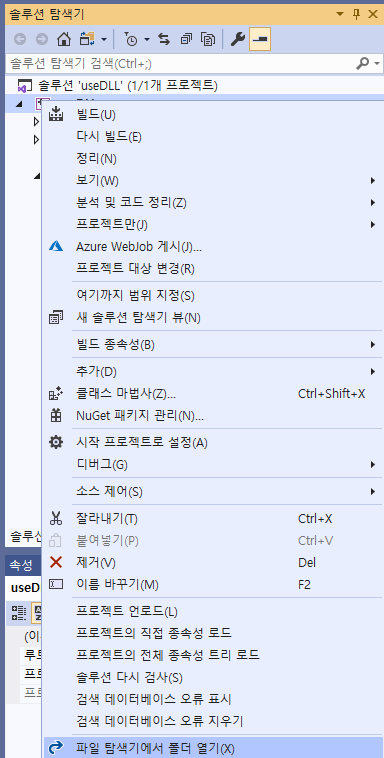 솔루션 탐색기
솔루션 탐색기 검색(Ctrl+;)
솔루션 'useDLL' (1/1개 프로젝트)
빌드(U)
다시 빌드(E)
정리(N)
보기(W)
분석 및 코드 정리(Z)
프로젝트만(J)
Azure WebJob 게시(J)...
프로젝트 대상 변경(R)
여기까지 범위 지정(S)
새 솔루션 탐색기 뷰(N)
빌드 종속성(B)
추가(D)
클래스 마법사(Z)... Ctrl+Shift+X
NuGet 패키지 관리(N)...
시작 프로젝트로 설정(A)
디버그(G)
소스 제어(S)
잘라내기(T) Ctrl+X
솔루션
붙여넣기(P) Ctrl+V
속성
제거(V) Del
useD
이름 바꾸기(M) F2
프로젝트 언로드(L)
(이
프로젝트의 직접 종속성 로드
루트
프로젝트의 전체 종속성 트리 로드
프로
솔루션 다시 검사(S)
프로
검색 데이터베이스 오류 표시
검색 데이터베이스 오류 지우기
파일 탐색기에서 폴더 열기(X)